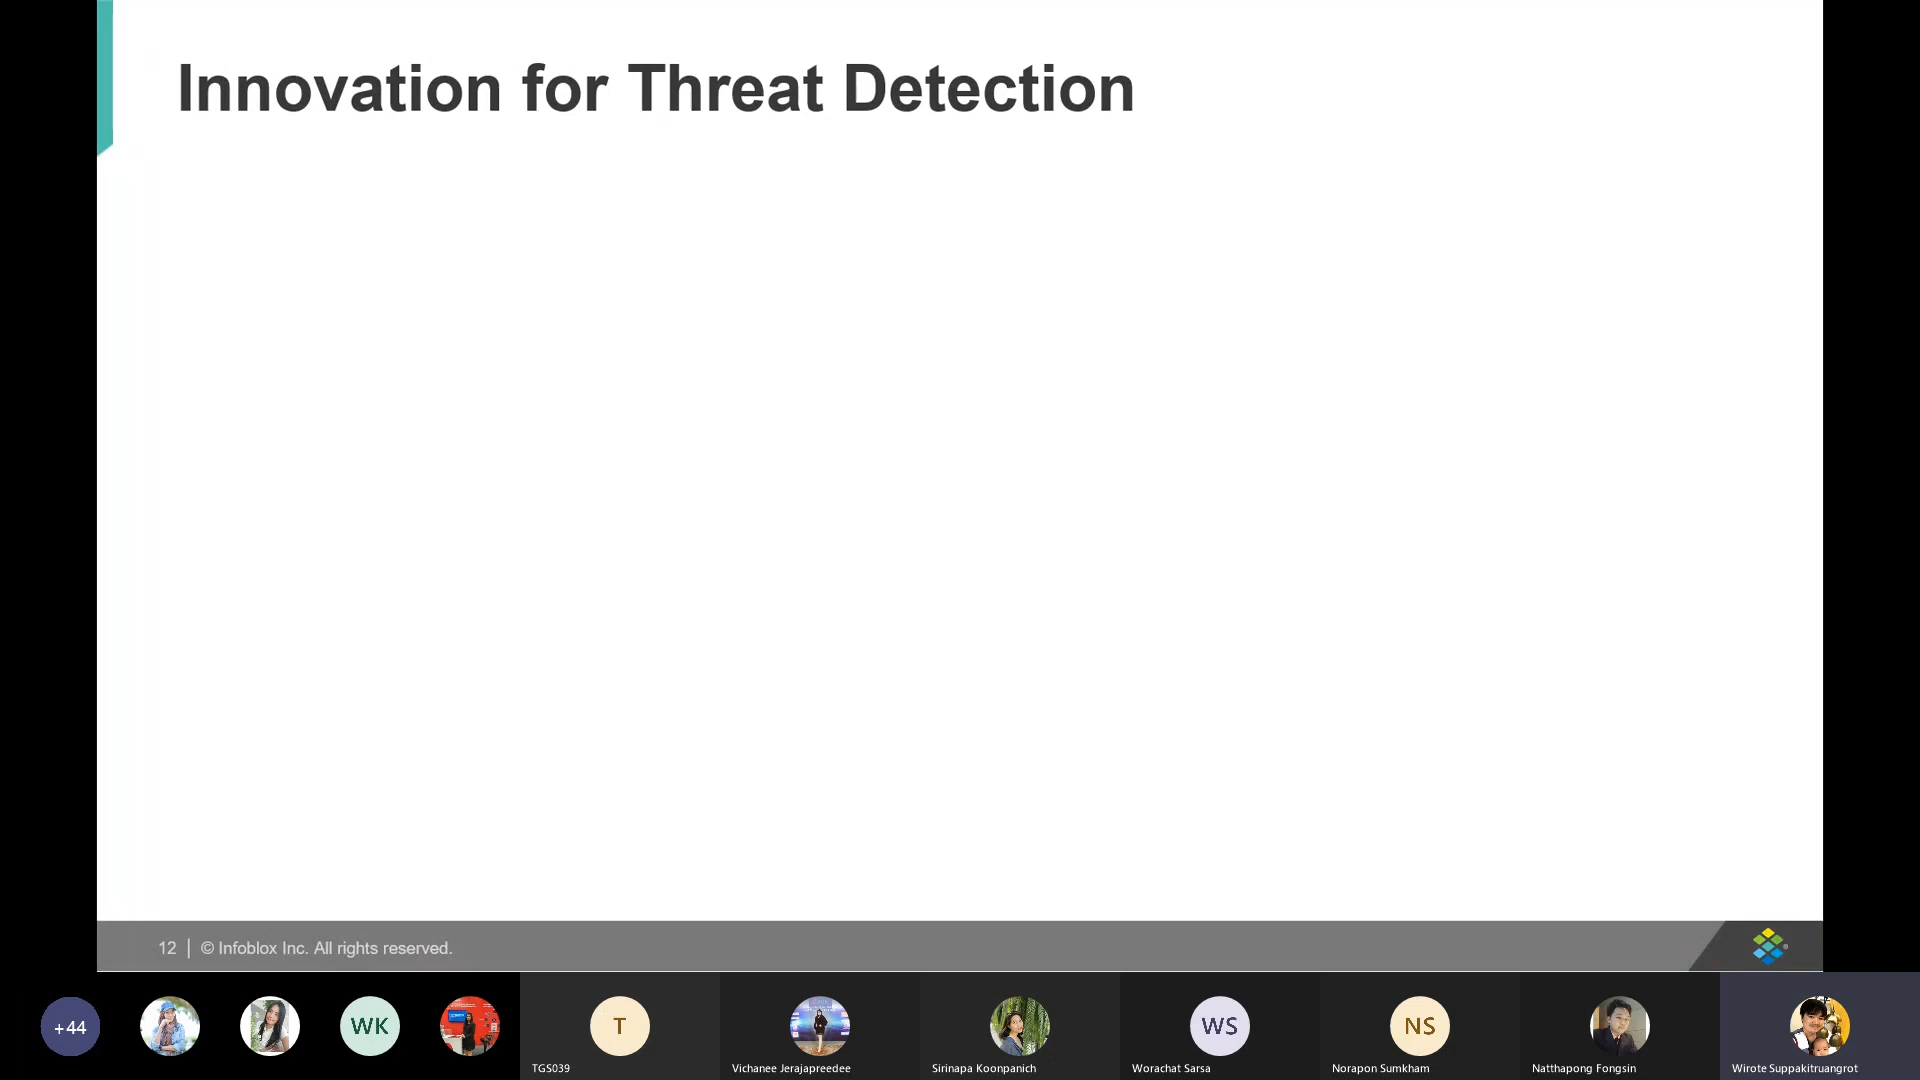 Innovation for Threat Detection
12 | © Infoblox Inc. All rights reserved.
+44
WK
T
WS
NS
TGS039
Vichanee Jerajapreedee
Sirinapa Koonpanich
Worachat Sarsa
Norapon Sumkham
Natthapong Fongsin
Wirote Suppakitruangrot